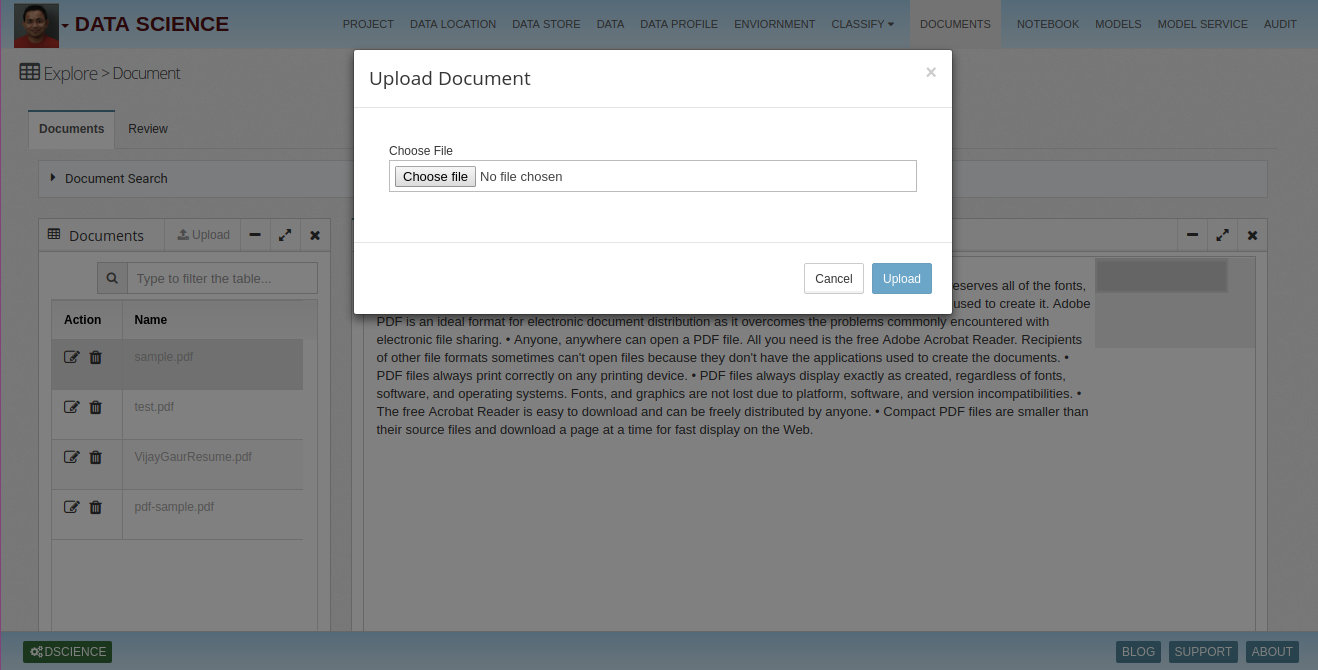 DATA SCIENCE
PROJECT DATA LOCATION DATA STORE DATA DATA PROFILE ENVIORNMENT CLASSIFY DOCUMENTS NOTEBOOK MODELS MODEL SERVICE AUDIT
Explore > Document
Upload Document
×
Documents Review
Document Search
Choose File
Choose file No file chosen
Cancel Upload
Documents Upload
Type to filter the table...
Action Name
sample.pdf
test.pdf
VijayGaurResume.pdf
pdf-sample.pdf
eserves all of the fonts,
used to create it. Adobe
PDF is an ideal format for electronic document distribution as it overcomes the problems commonly encountered with
electronic file sharing. • Anyone, anywhere can open a PDF file. All you need is the free Adobe Acrobat Reader. Recipients
of other file formats sometimes can't open files because they don't have the applications used to create the documents. •
PDF files always print correctly on any printing device. • PDF files always display exactly as created, regardless of fonts,
software, and operating systems. Fonts, and graphics are not lost due to platform, software, and version incompatibilities. •
The free Acrobat Reader is easy to download and can be freely distributed by anyone. • Compact PDF files are smaller than
their source files and download a page at a time for fast display on the Web.
DSCIENCE
BLOG SUPPORT ABOUT